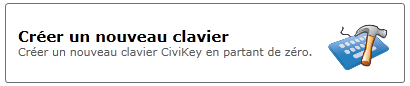 Créer un nouveau clavier
Créer un nouveau clavier CiviKey en partant de zéro.